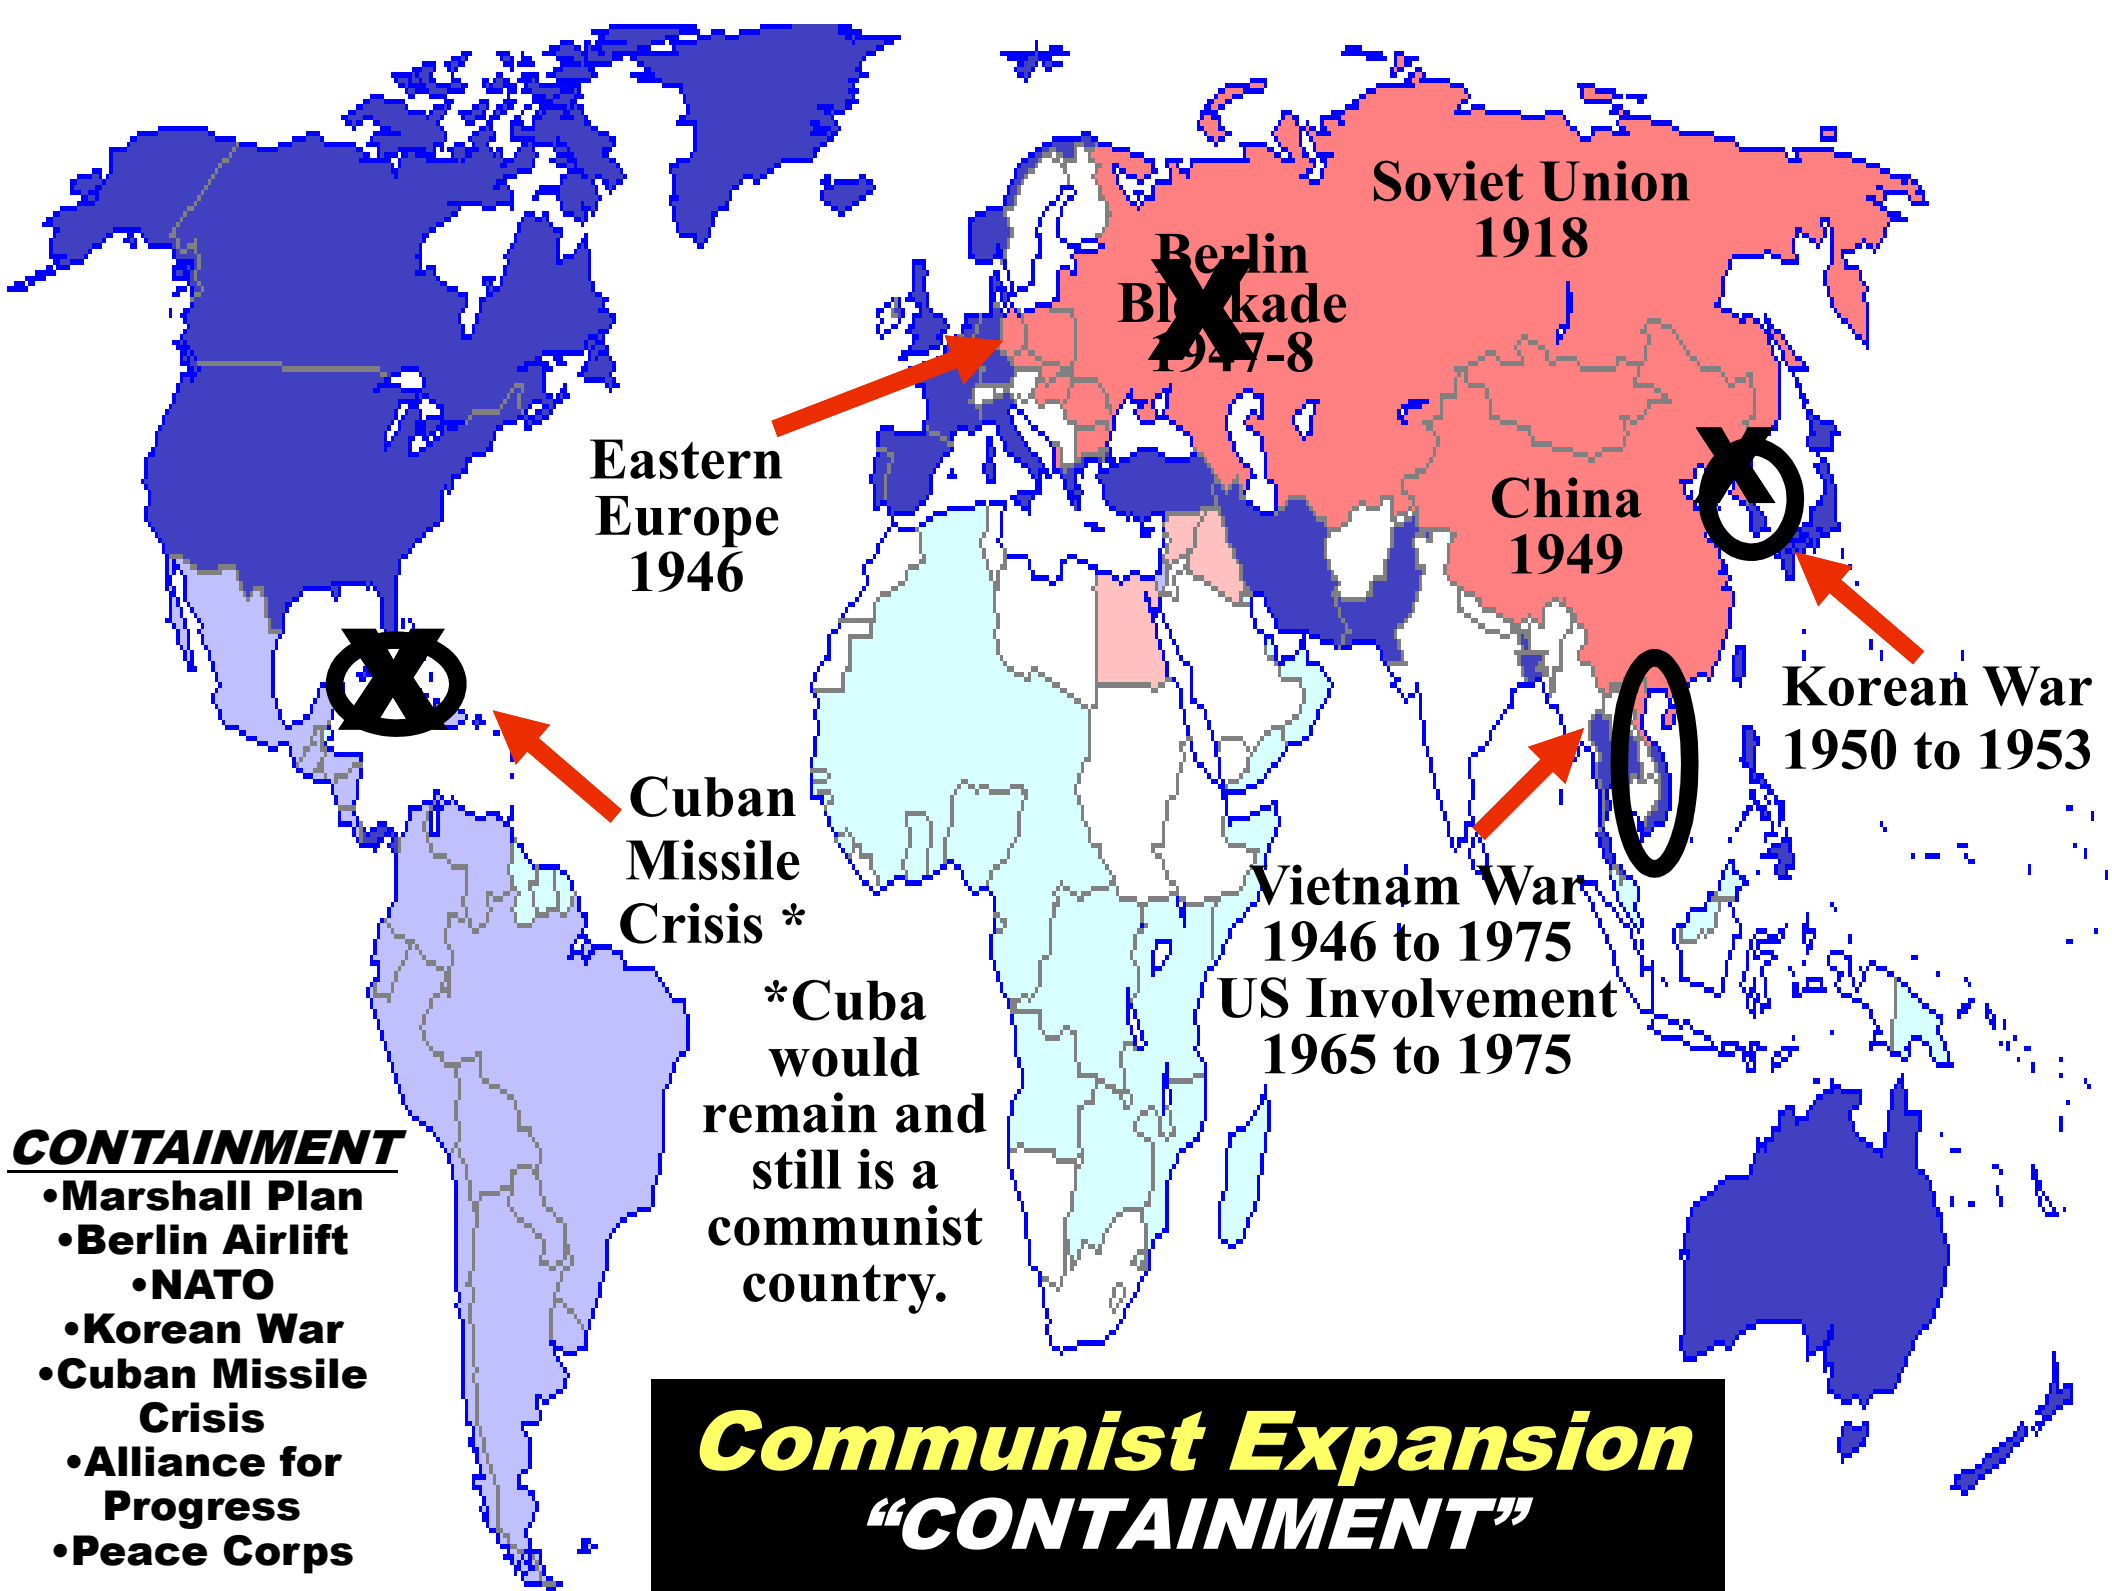 Soviet Union
1918
Berlin
Blockade
1947-8
Eastern
Europe
1946
China
1949
Korean War
1950 to 1953
Cuban
Missile
Crisis *
Vietnam War
1946 to 1975
US Involvement
1965 to 1975
*Cuba
would
remain and
still is a
communist
country.
CONTAINMENT
•Marshall Plan
•Berlin Airlift
•NATO
•Korean War
•Cuban Missile
Crisis
•Alliance for
Progress
•Peace Corps
X
X
X
Communist Expansion
“CONTAINMENT”